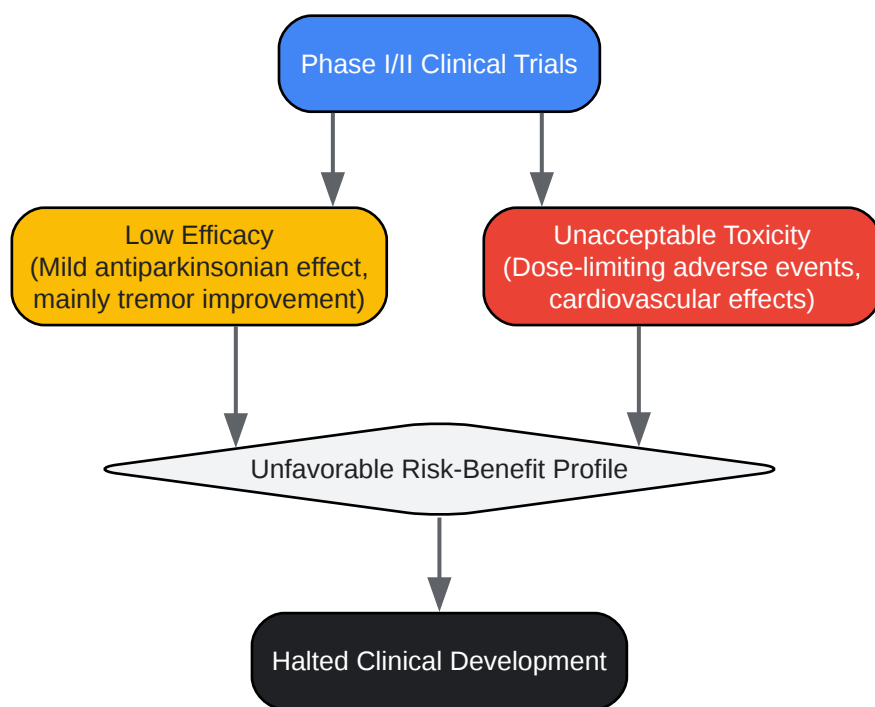 Phase I/II Clinical Trials
Low Efficacy
(Mild antiparkinsonian effect,
mainly tremor improvement)
Unacceptable Toxicity
(Dose-limiting adverse events,
cardiovascular effects)
Unfavorable Risk-Benefit Profile
Halted Clinical Development